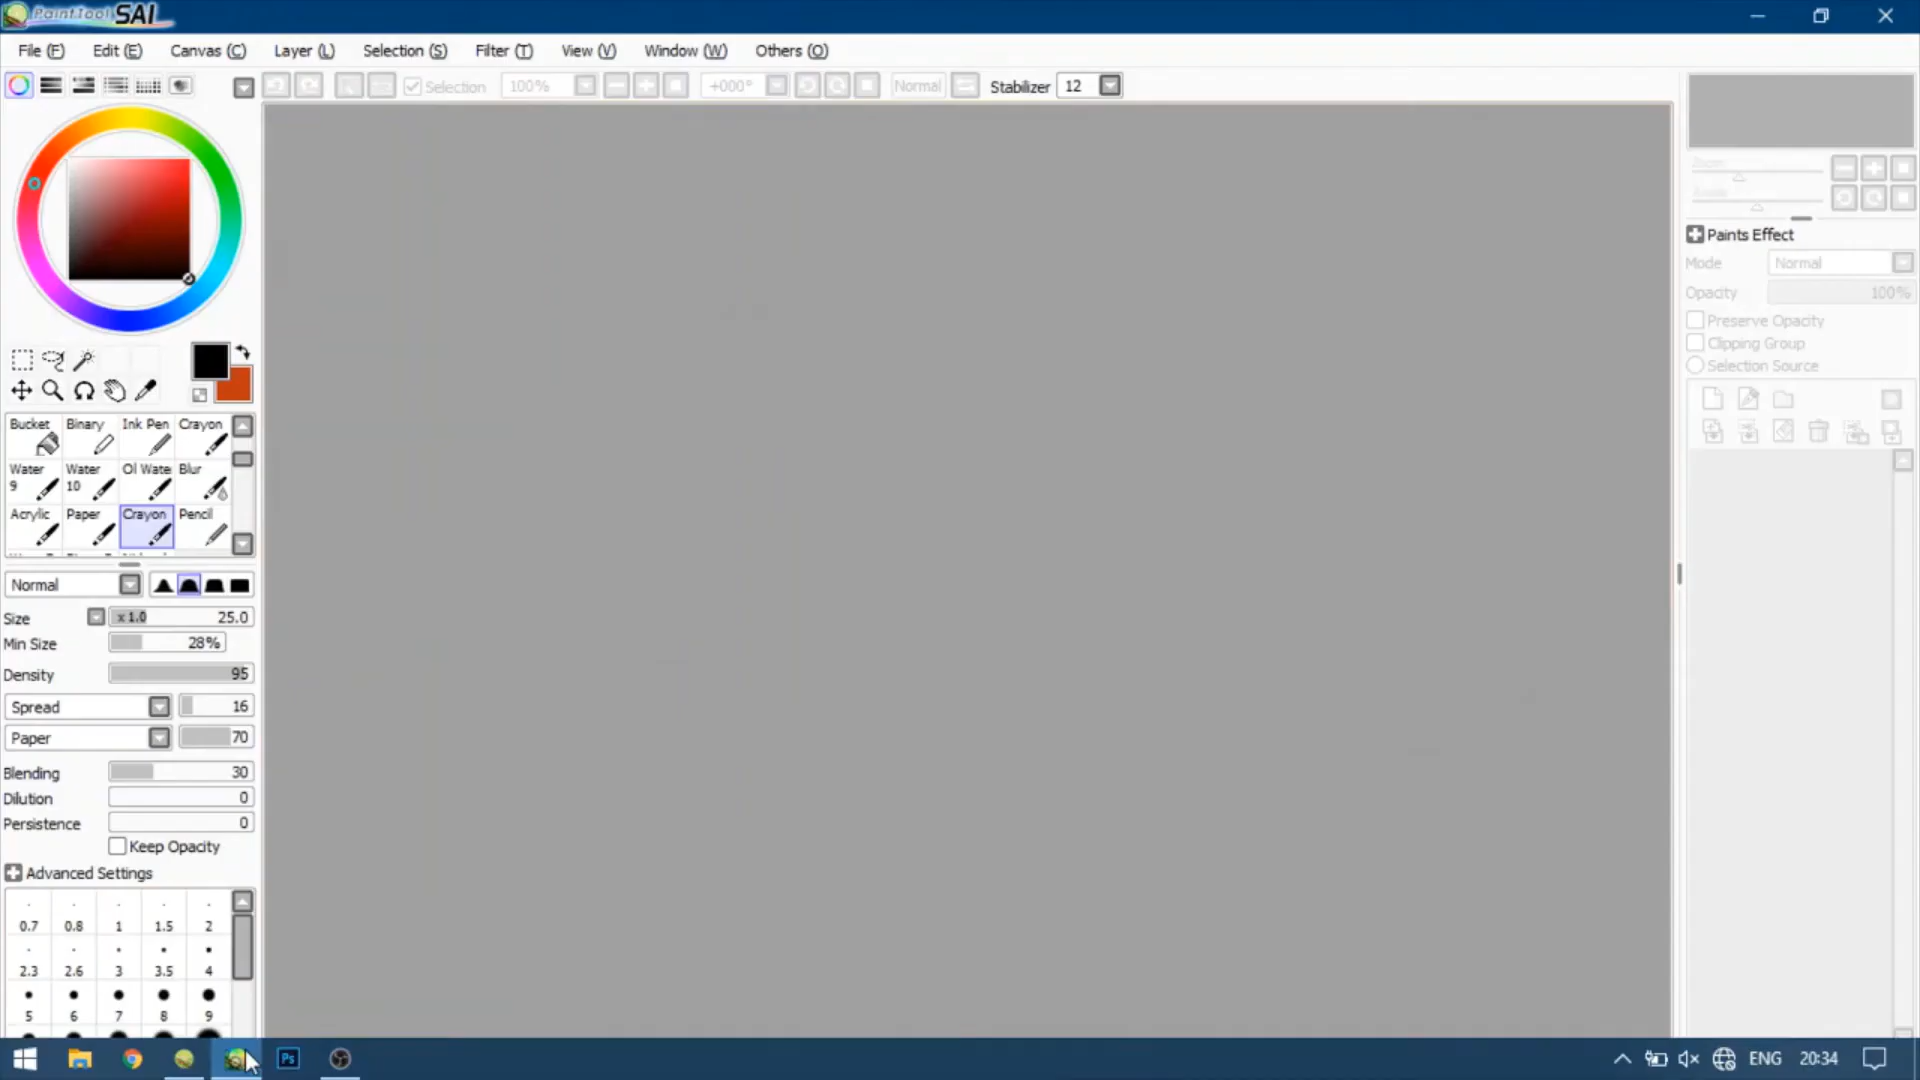 PaintTool SAI
File (F) Edit (E) Canvas (C) Layer (L) Selection (S) Filter (T) View (V) Window (W) Others (O)
Selection 100% +000° Normal Stabilizer 12
Zoom
Angle
Paints Effect
Mode Normal
Opacity 100%
Preserve Opacity
Clipping Group
Selection Source
Bucket Binary Ink Pen Crayon
Water 9 Water 10 Ol Wate Blur
Acrylic Paper Crayon Pencil
Normal
Size x 1.0 25.0
Min Size 28%
Density 95
Spread 16
Paper 70
Blending 30
Dilution 0
Persistence 0
Keep Opacity
Advanced Settings
0.7 0.8 1 1.5 2
2.3 2.6 3 3.5 4
5 6 7 8 9
Ps ENG 20:34